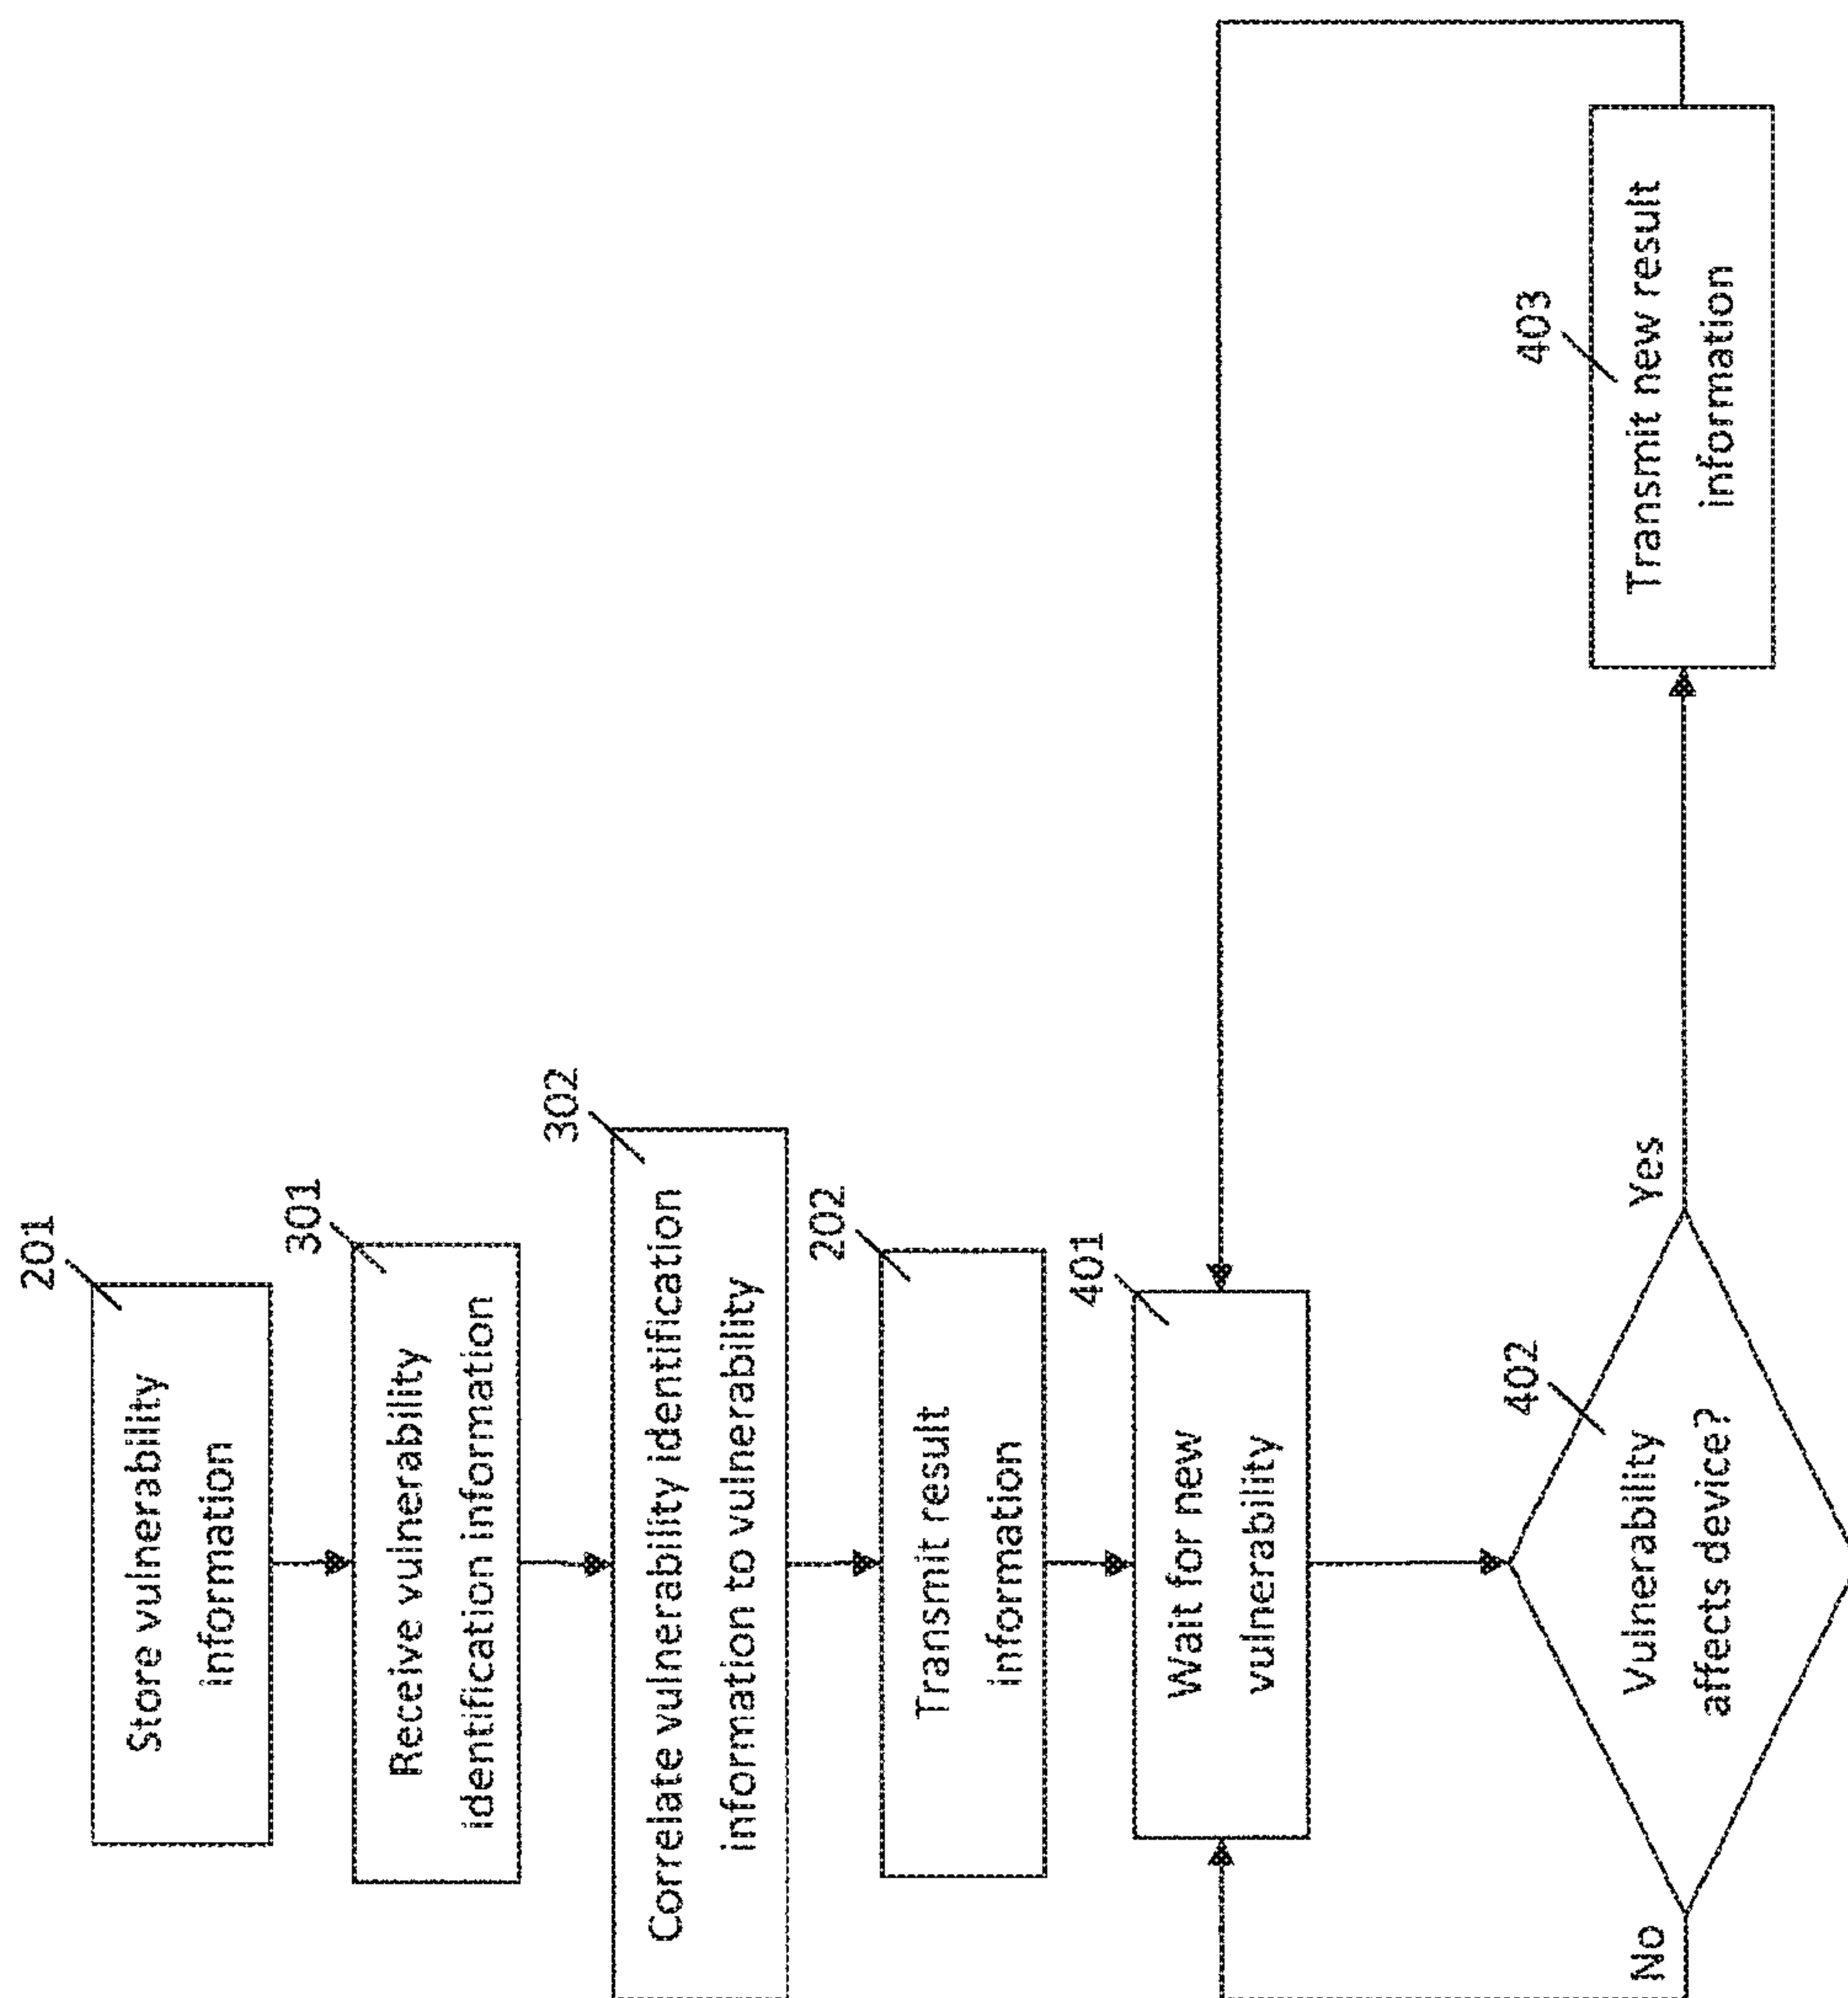 201
Store vulnerability
information
301
Receive vulnerability
identification information
302
Correlate vulnerability identification
information to vulnerability
202
Transmit result
information
401
Wait for new
vulnerability
402
Vulnerability
affects device?
No
Yes
403
Transmit new result
information